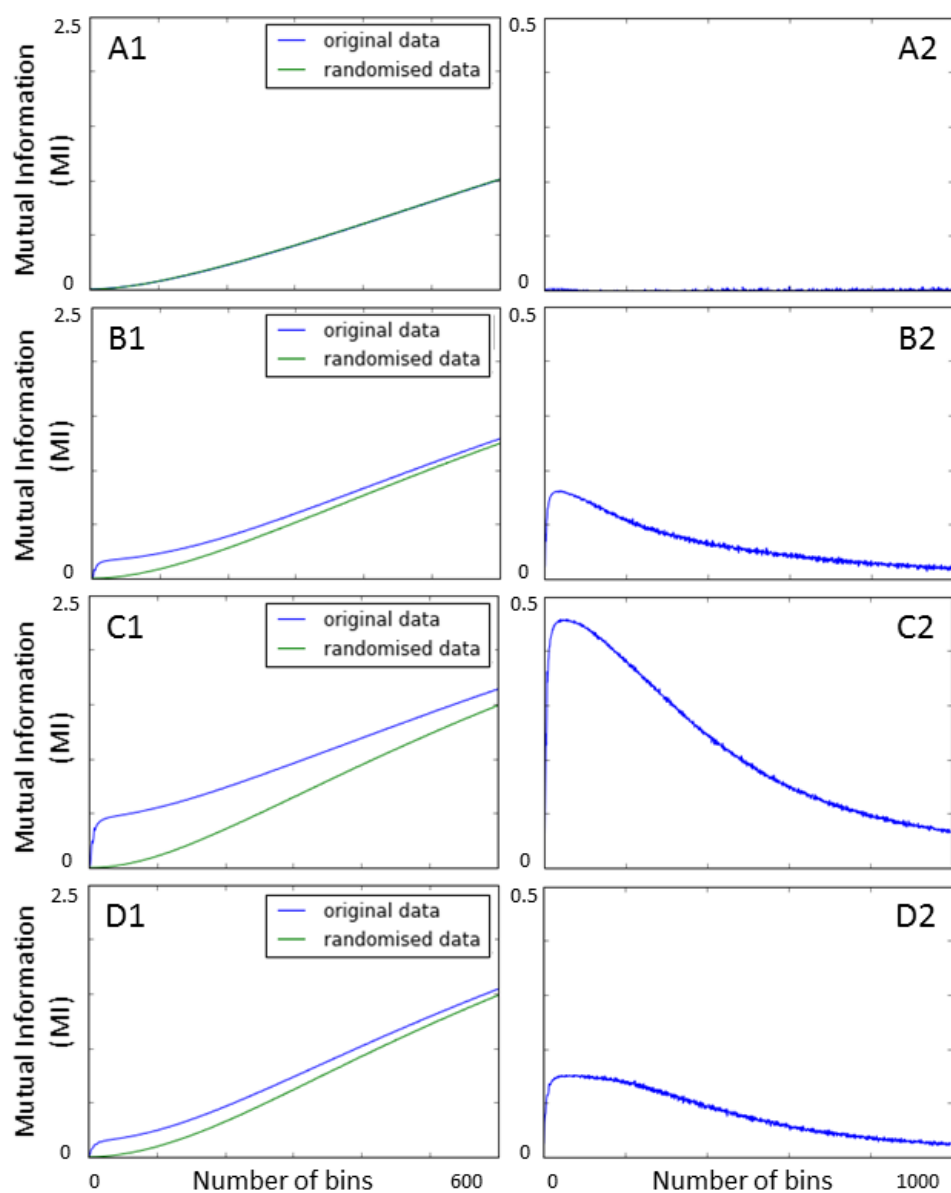 2.5
A1
original data
randomised data
Mutual Information
(MI)
0
0.5
A2
0
2.5
B1
original data
randomised data
Mutual Information
(MI)
0
0.5
B2
0
2.5
C1
original data
randomised data
Mutual Information
(MI)
0
0.5
C2
0
2.5
D1
original data
randomised data
Mutual Information
(MI)
0
0.5
D2
0
0 Number of bins 600
0 Number of bins 1000